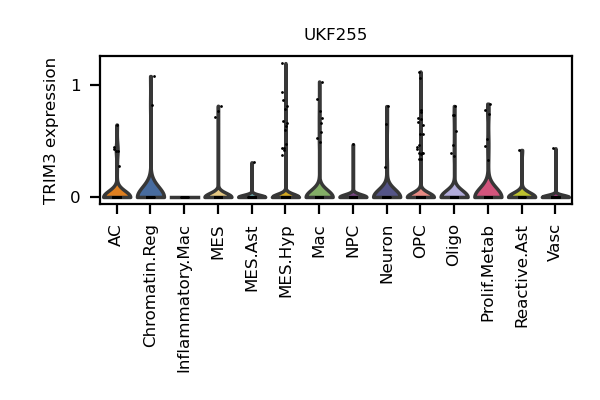 UKF255
TRIM3 expression
1
0
AC
Chromatin.Reg
Inflammatory.Mac
MES
MES.Ast
MES.Hyp
Mac
NPC
Neuron
OPC
Oligo
Prolif.Metab
Reactive.Ast
Vasc